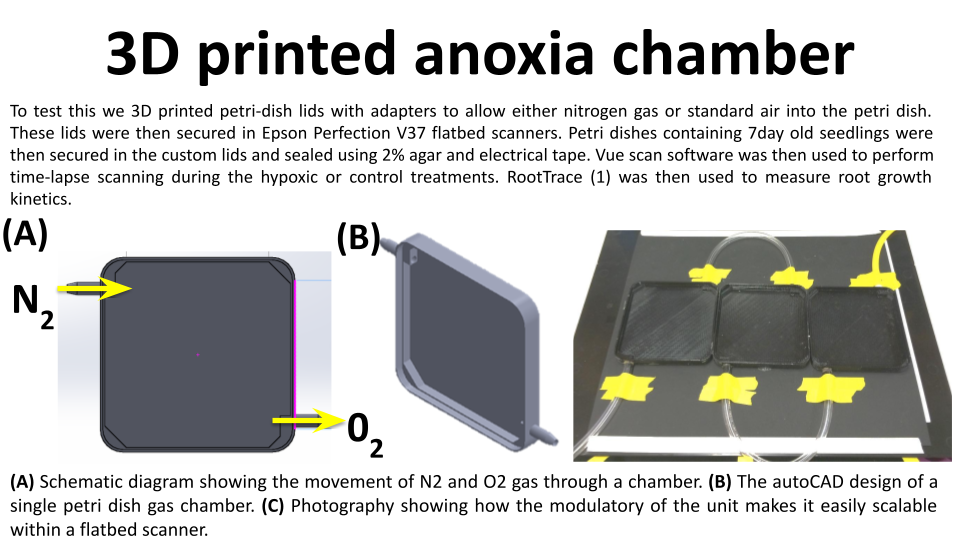 3D printed anoxia chamber
To test this we 3D printed petri-dish lids with adapters to allow either nitrogen gas or standard air into the petri dish.
These lids were then secured in Epson Perfection V37 flatbed scanners. Petri dishes containing 7day old seedlings were
then secured in the custom lids and sealed using 2% agar and electrical tape. Vue scan software was then used to perform
time-lapse scanning during the hypoxic or control treatments. RootTrace (1) was then used to measure root growth
kinetics.
(A)
(B)
N2
02
(A) Schematic diagram showing the movement of N2 and O2 gas through a chamber. (B) The autoCAD design of a
single petri dish gas chamber. (C) Photography showing how the modulatory of the unit makes it easily scalable
within a flatbed scanner.